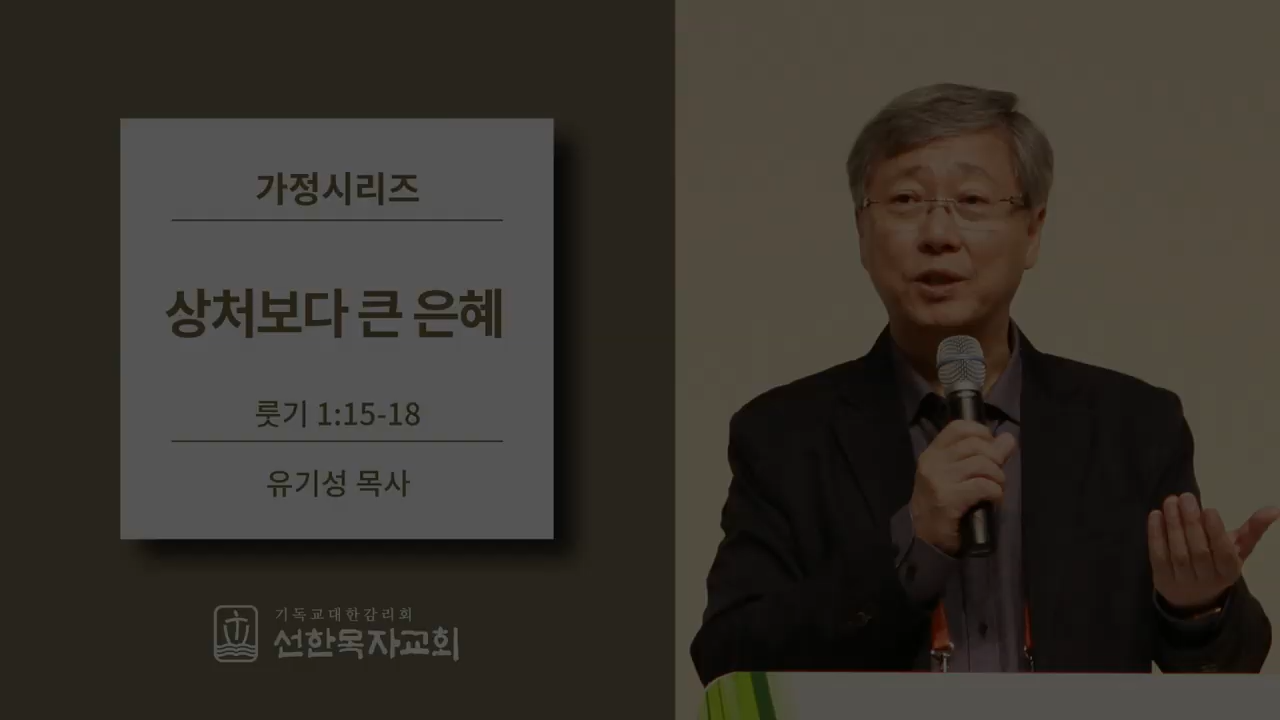 가정시리즈
상처보다 큰 은혜
룻기 1:15-18
유기성 목사
기독교대한감리회
선한목자교회